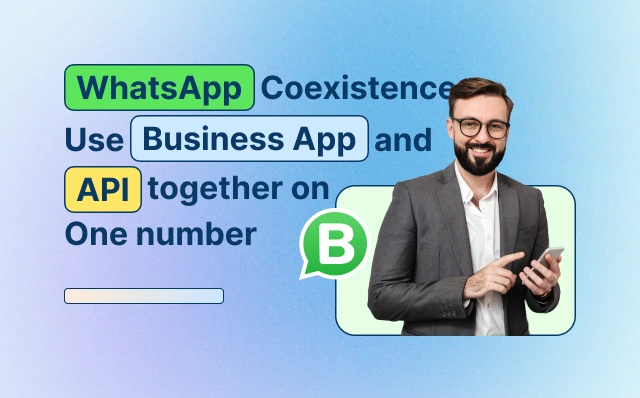 WhatsApp Coexistence
Use Business App and
API together on
One number
B